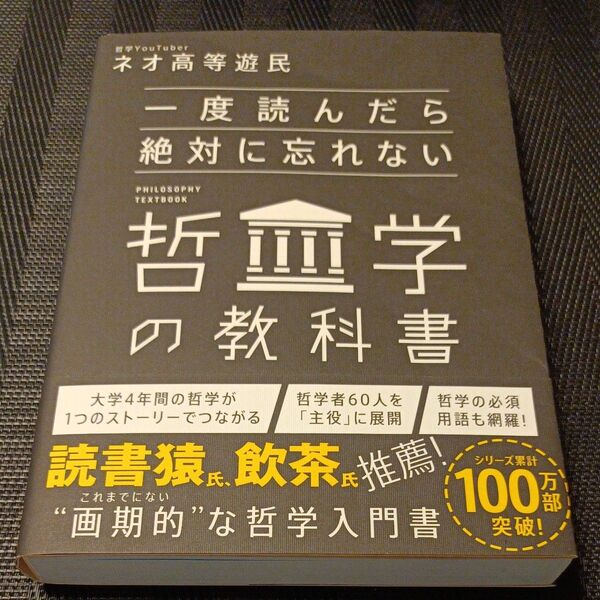 哲学YouTuber
ネオ高等遊民
一度読んだら
絶対に忘れない
PHILOSOPHY
TEXTBOOK
哲学
の教科書
大学4年間の哲学が
1つのストーリーでつながる
哲学者60人を
「主役」に展開
哲学の必須
用語も網羅!
読書猿氏、飲茶氏推薦!
これまでにない
“画期的”な哲学入門書
シリーズ累計
100万部
突破!